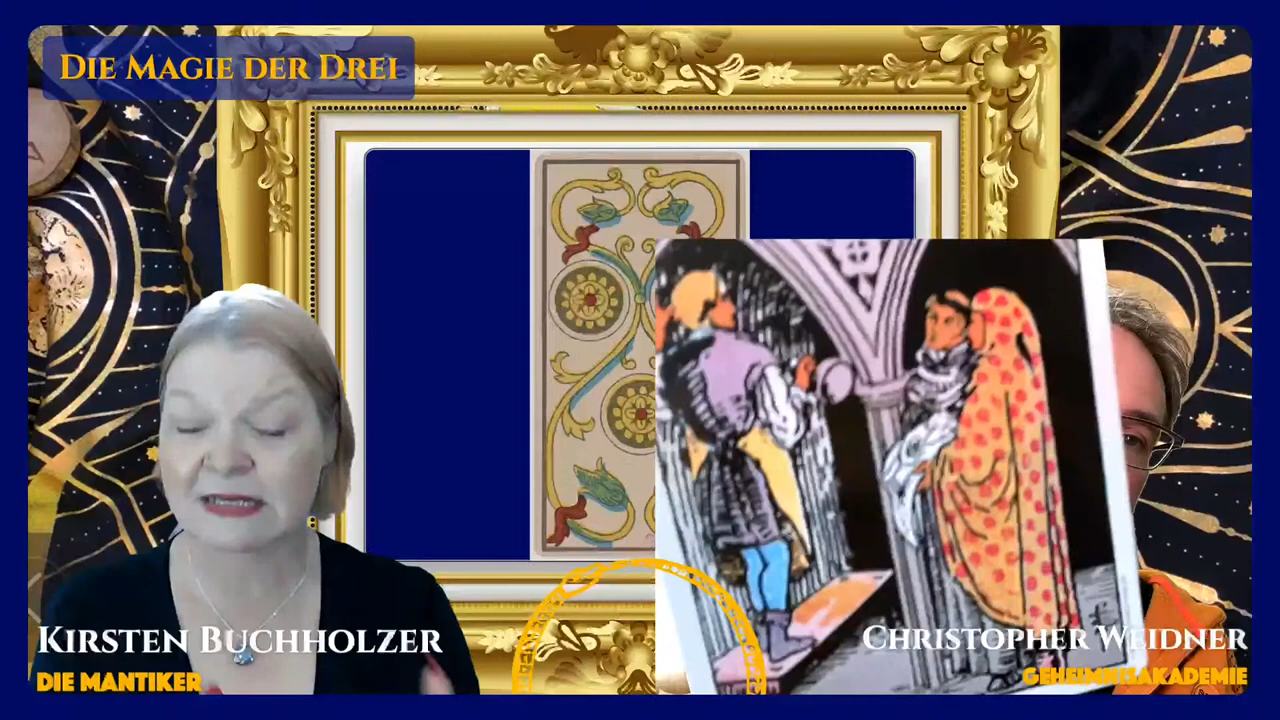 Die Magie der Drei
Kirsten Buchholzer
Die Mantiker
Christopher Weidner
Geheimnisakademie